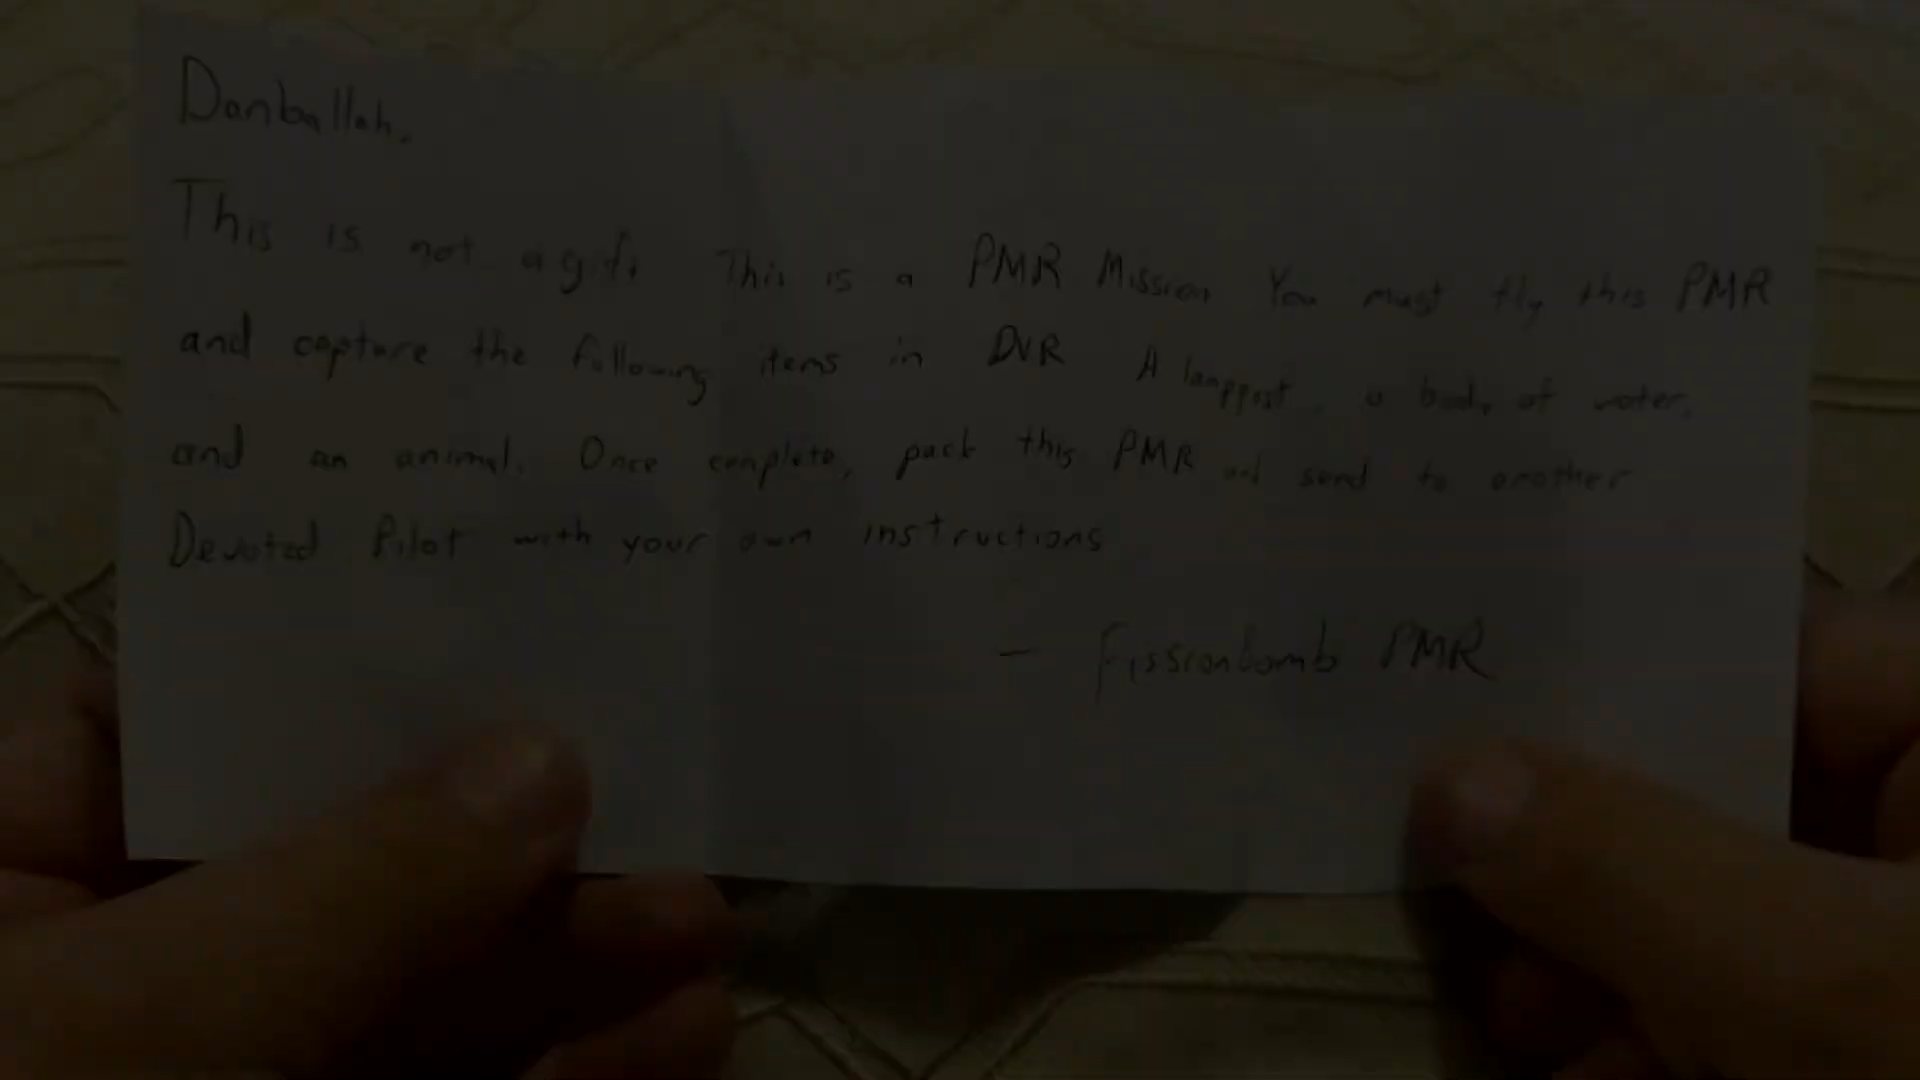 Danballah.
This is not a gift This is a PMR Mission You must fly this PMR
and capture the following items in DVR A lamppost, a body of water,
and an animal. Once complete, pack this PMR and send to another
Devoted Pilot with your own instructions
- Fissionbomb PMR